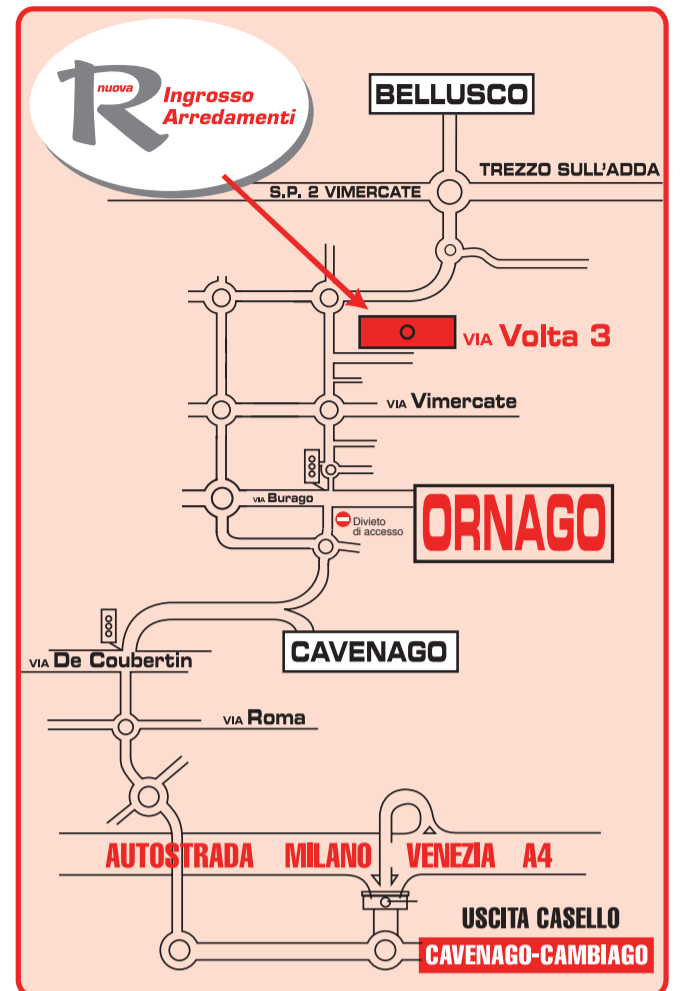 nuova
R
Ingrosso
Arredamenti
BELLUSCO
TREZZO SULL'ADDA
S.P. 2 VIMERCATE
VIA Volta 3
VIA Vimercate
VIA Burago
ORNAGO
Divieto
di accesso
CAVENAGO
VIA De Coubertin
VIA Roma
AUTOSTRADA MILANO VENEZIA A4
USCITA CASELLO
CAVENAGO-CAMBIAGO